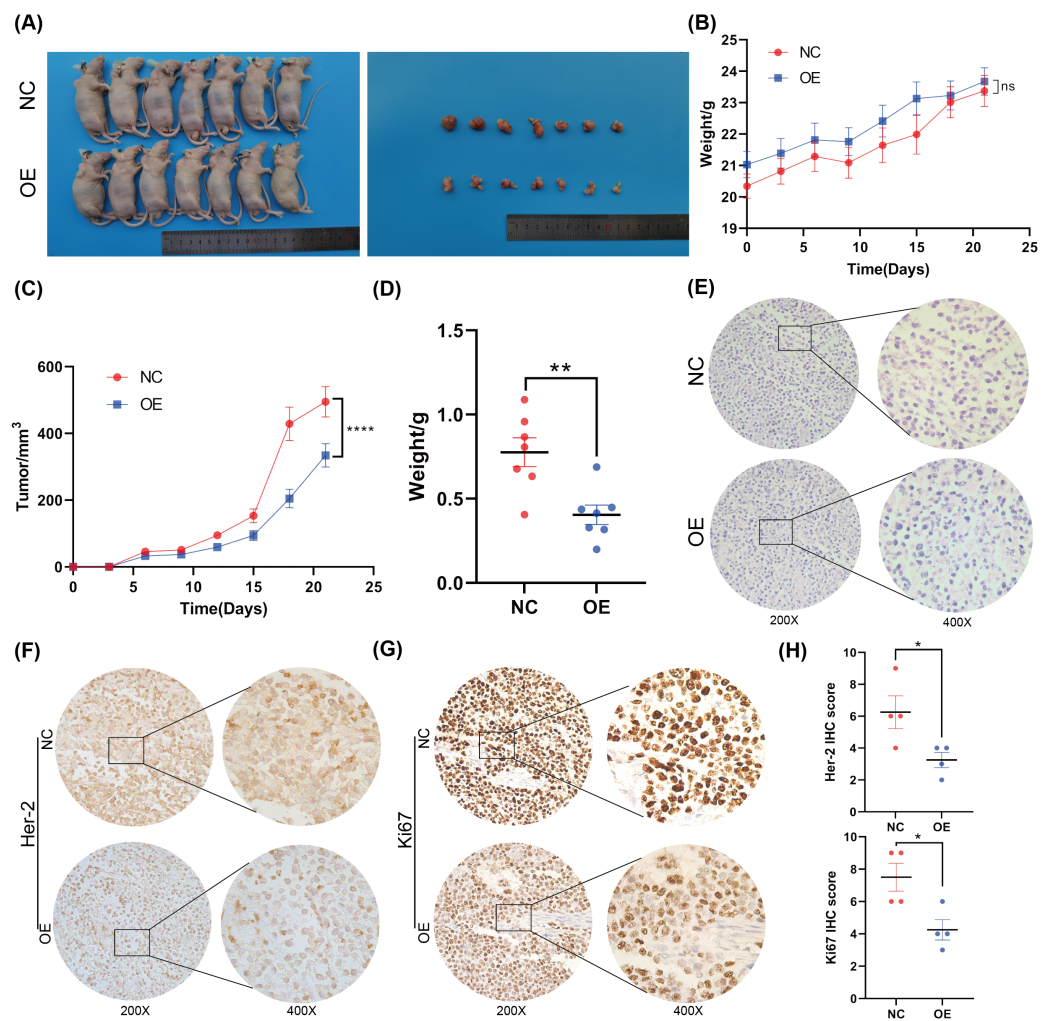 (A)
NC
OE
(B)
NC
OE
Weight/g
24
23
22
21
20
19
ns
0
5
10
15
20
25
Time(Days)
(C)
NC
OE
Tumor/mm³
600
400
200
0
****
0
5
10
15
20
25
Time(Days)
(D)
Weight/g
1.5
1.0
0.5
0.0
**
NC
OE
(E)
NC
OE
200X
400X
(F)
Her-2
NC
OE
200X
400X
(G)
Ki67
NC
OE
200X
400X
(H)
Her-2 IHC score
10
8
6
4
2
0
*
NC
OE
Ki67 IHC score
10
8
6
4
2
0
*
NC
OE